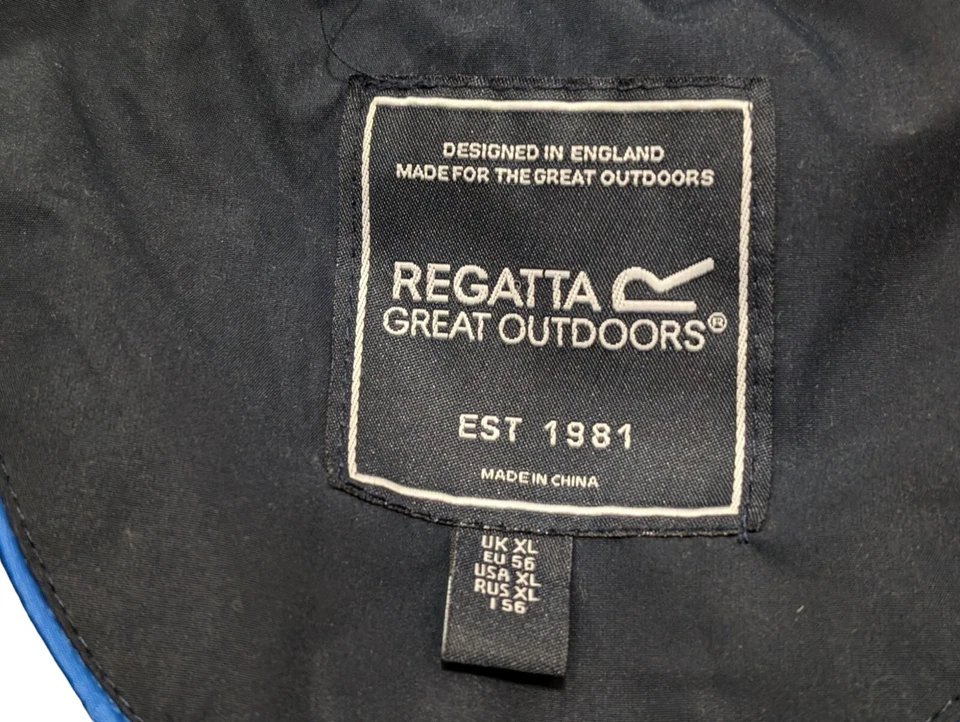 DESIGNED IN ENGLAND
MADE FOR THE GREAT OUTDOORS
REGATTA R
GREAT OUTDOORS®
EST 1981
MADE IN CHINA
UK XL
EU 56
USA XL
RUS XL
I 56